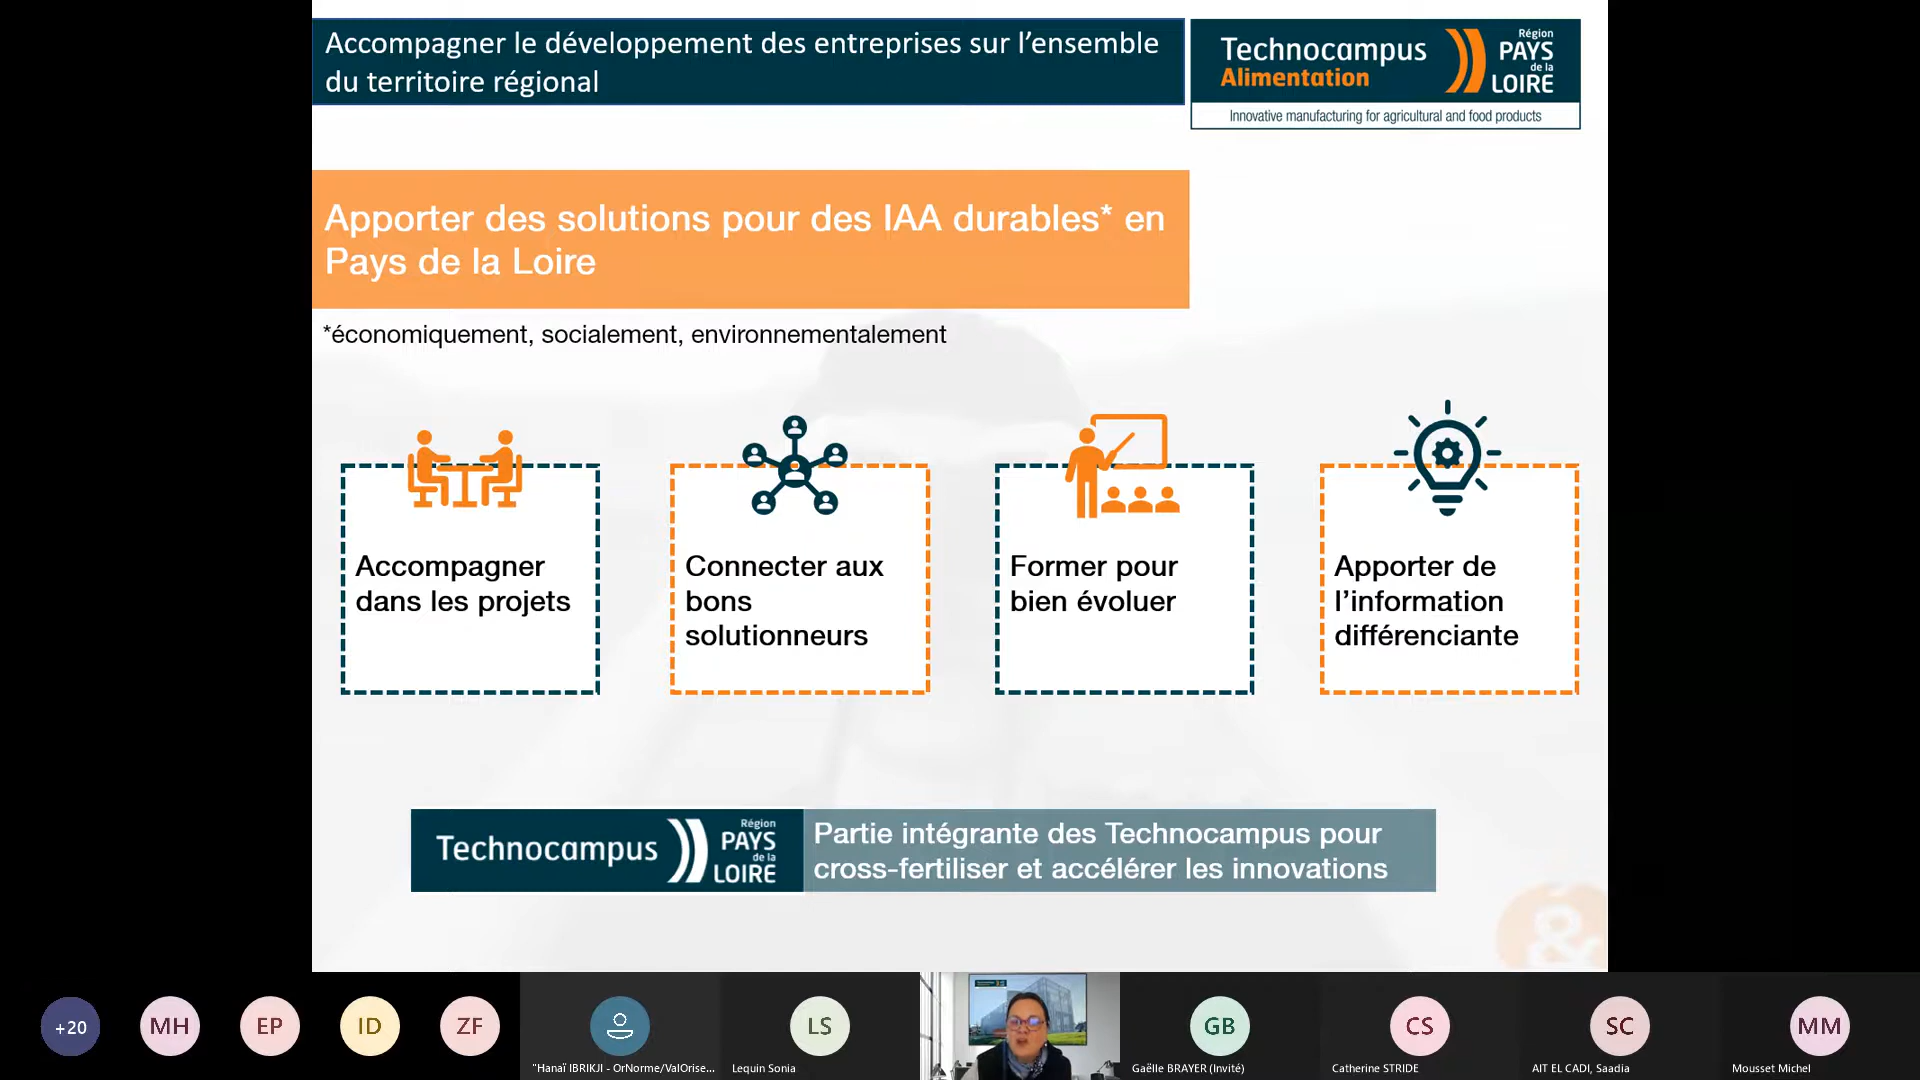 Accompagner le développement des entreprises sur l’ensemble
du territoire régional
Technocampus
Alimentation
Région
PAYS
de la
LOIRE
Innovative manufacturing for agricultural and food products
Apporter des solutions pour des IAA durables* en
Pays de la Loire
*économiquement, socialement, environnementalement
Accompagner
dans les projets
Connecter aux
bons
solutionneurs
Former pour
bien évoluer
Apporter de
l’information
différenciante
Technocampus
Région
PAYS
de la
LOIRE
Partie intégrante des Technocampus pour
cross-fertiliser et accélérer les innovations
&
+20
MH
EP
ID
ZF
"Hanaï IBRIKJI - OrNorme/ValOrise...
LS
Lequin Sonia
GB
Gaëlle BRAYER (Invité)
CS
Catherine STRIDE
SC
AIT EL CADI, Saadia
MM
Mousset Michel